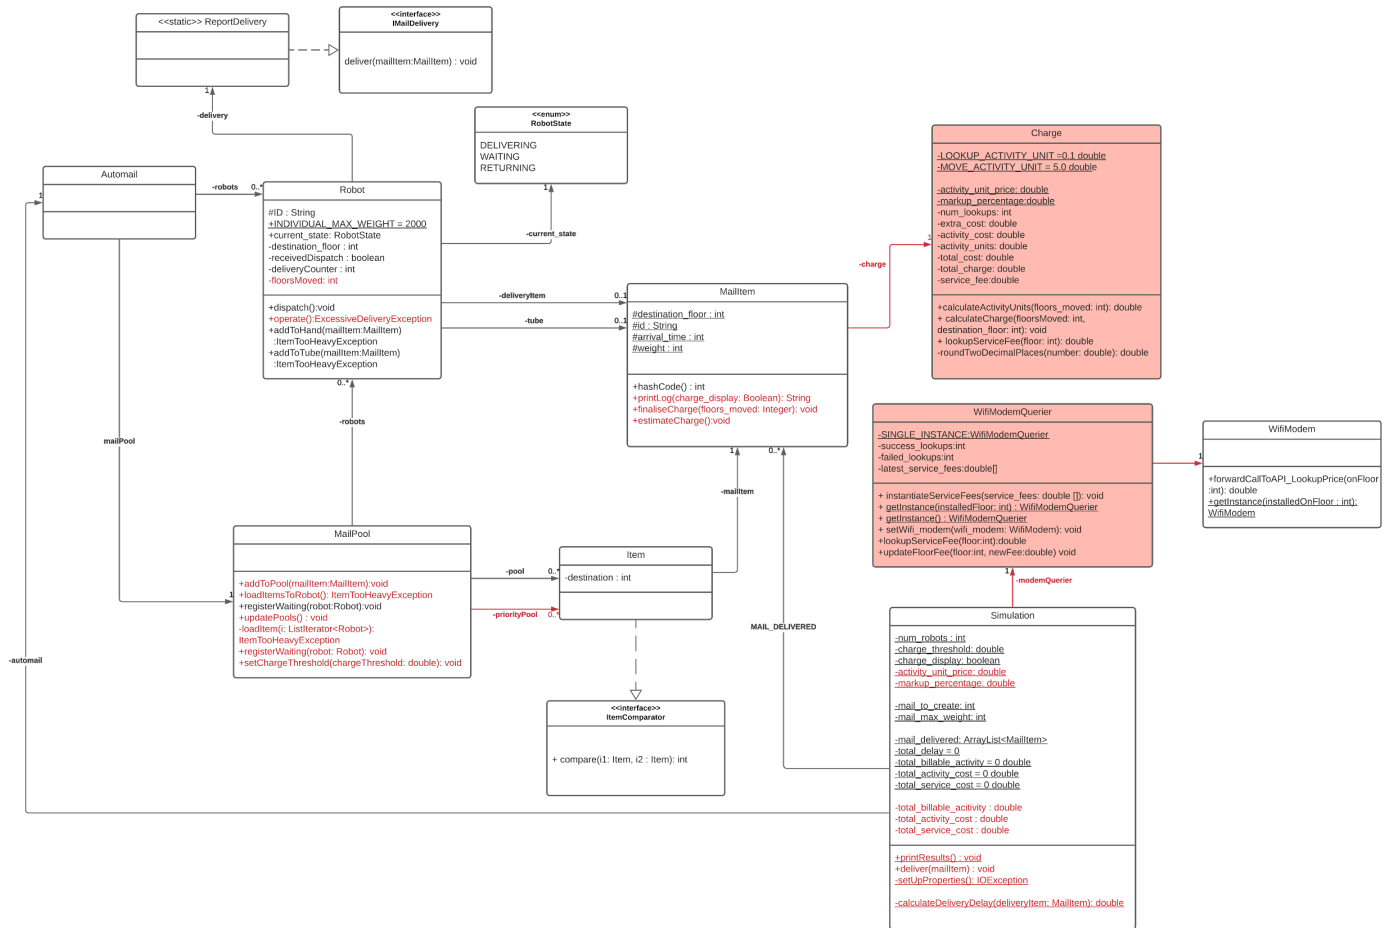 <<static>> ReportDelivery
<<interface>>
IMailDelivery
deliver(mailItem:MailItem) : void
1
-delivery
<<enum>>
RobotState
DELIVERING
WAITING
RETURNING
1
-current_state
Automail
1
-robots
0..*
Robot
#ID : String
+INDIVIDUAL_MAX_WEIGHT = 2000
+current_state: RobotState
-destination_floor : int
-receivedDispatch : boolean
-deliveryCounter : int
-floorsMoved: int
+dispatch():void
+operate():ExcessiveDeliveryException
+addToHand(mailItem:MailItem)
:ItemTooHeavyException
+addToTube(mailItem:MailItem)
:ItemTooHeavyException
0..*
-robots
-deliveryItem
0..1
-tube
0..1
MailItem
#destination_floor : int
#id : String
#arrival_time : int
#weight : int
+hashCode() : int
+printLog(charge_display: Boolean): String
+finaliseCharge(floors_moved: Integer): void
+estimateCharge():void
1
0..*
-mailItem
-charge
1
Charge
-LOOKUP_ACTIVITY_UNIT =0.1 double
-MOVE_ACTIVITY_UNIT = 5.0 double
-activity_unit_price: double
-markup_percentage:double
-num_lookups: int
-extra_cost: double
-activity_cost: double
-activity_units: double
-total_cost: double
-total_charge: double
-service_fee:double
+calculateActivityUnits(floors_moved: int): double
+ calculateCharge(floorsMoved: int,
destination_floor: int): void
+ lookupServiceFee(floor: int): double
-roundTwoDecimalPlaces(number: double): double
WifiModemQuerier
-SINGLE_INSTANCE:WifiModemQuerier
-success_lookups:int
-failed_lookups:int
-latest_service_fees:double[]
+ instantiateServiceFees(service_fees: double []): void
+ getInstance(installedFloor: int) : WifiModemQuerier
+ getInstance() : WifiModemQuerier
+ setWifi_modem(wifi_modem: WifiModem): void
+lookupServiceFee(floor:int):double
+updateFloorFee(floor:int, newFee:double) void
1
WifiModem
+forwardCallToAPI_LookupPrice(onFloor
:int): double
+getInstance(installedOnFloor : int):
WifiModem
1
-modemQuerier
mailPool
1
MailPool
+addToPool(mailItem:MailItem):void
+loadItemsToRobot(): ItemTooHeavyException
+registerWaiting(robot:Robot):void
+updatePools() : void
-loadItem(i: ListIterator<Robot>):
ItemTooHeavyException
+registerWaiting(robot: Robot): void
+setChargeThreshold(chargeThreshold: double): void
-pool
0..*
-priorityPool
0..*
Item
-destination : int
<<interface>>
ItemComparator
+ compare(i1: Item, i2 : Item): int
MAIL_DELIVERED
-automail
Simulation
-num_robots : int
-charge_threshold: double
-charge_display: boolean
-activity_unit_price: double
-markup_percentage: double
-mail_to_create: int
-mail_max_weight: int
-mail_delivered: ArrayList<MailItem>
-total_delay = 0
-total_billable_activity = 0 double
-total_activity_cost = 0 double
-total_service_cost = 0 double
-total_billable_acitivity : double
-total_activity_cost : double
-total_service_cost : double
+printResults() : void
+deliver(mailItem) : void
-setUpProperties(): IOException
-calculateDeliveryDelay(deliveryItem: MailItem): double